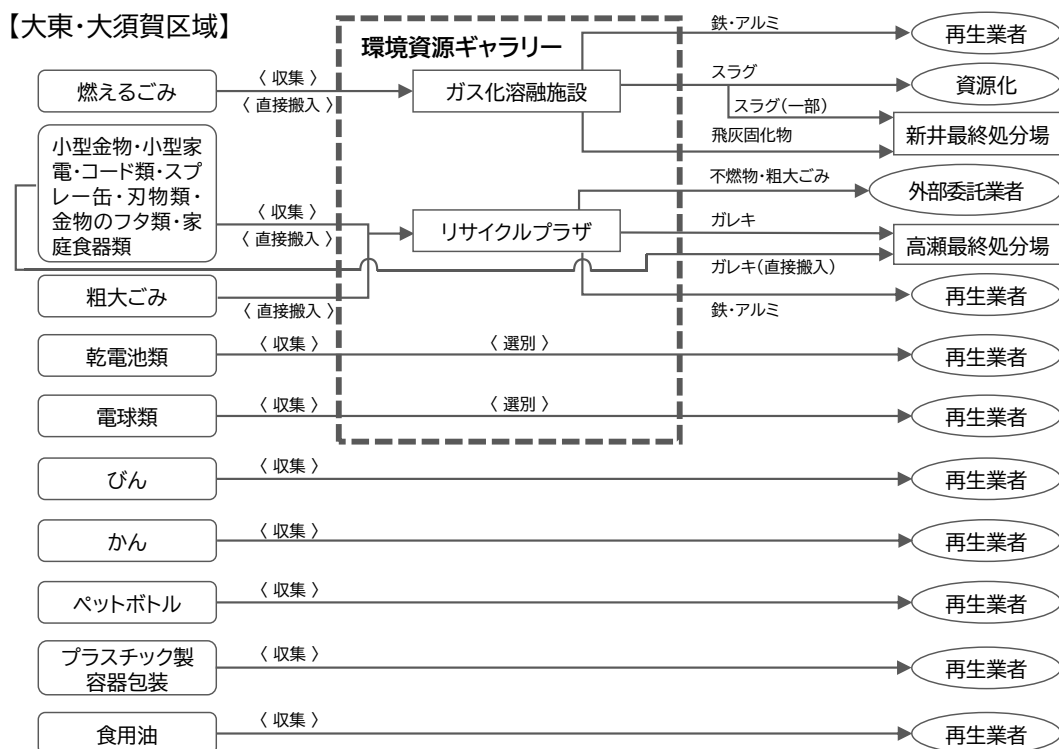 【大東・大須賀区域】
環境資源ギャラリー
燃えるごみ
〈 収集 〉
〈 直接搬入 〉
ガス化溶融施設
鉄・アルミ
再生業者
スラグ
資源化
スラグ(一部)
飛灰固化物
新井最終処分場
小型金物・小型家
電・コード類・スプ
レー缶・刃物類・
金物のフタ類・家
庭食器類
〈 収集 〉
〈 直接搬入 〉
リサイクルプラザ
不燃物・粗大ごみ
外部委託業者
ガレキ
高瀬最終処分場
ガレキ(直接搬入)
粗大ごみ
〈 直接搬入 〉
鉄・アルミ
再生業者
乾電池類
〈 収集 〉
〈 選別 〉
再生業者
電球類
〈 収集 〉
〈 選別 〉
再生業者
びん
〈 収集 〉
再生業者
かん
〈 収集 〉
再生業者
ペットボトル
〈 収集 〉
再生業者
プラスチック製
容器包装
〈 収集 〉
再生業者
食用油
〈 収集 〉
再生業者